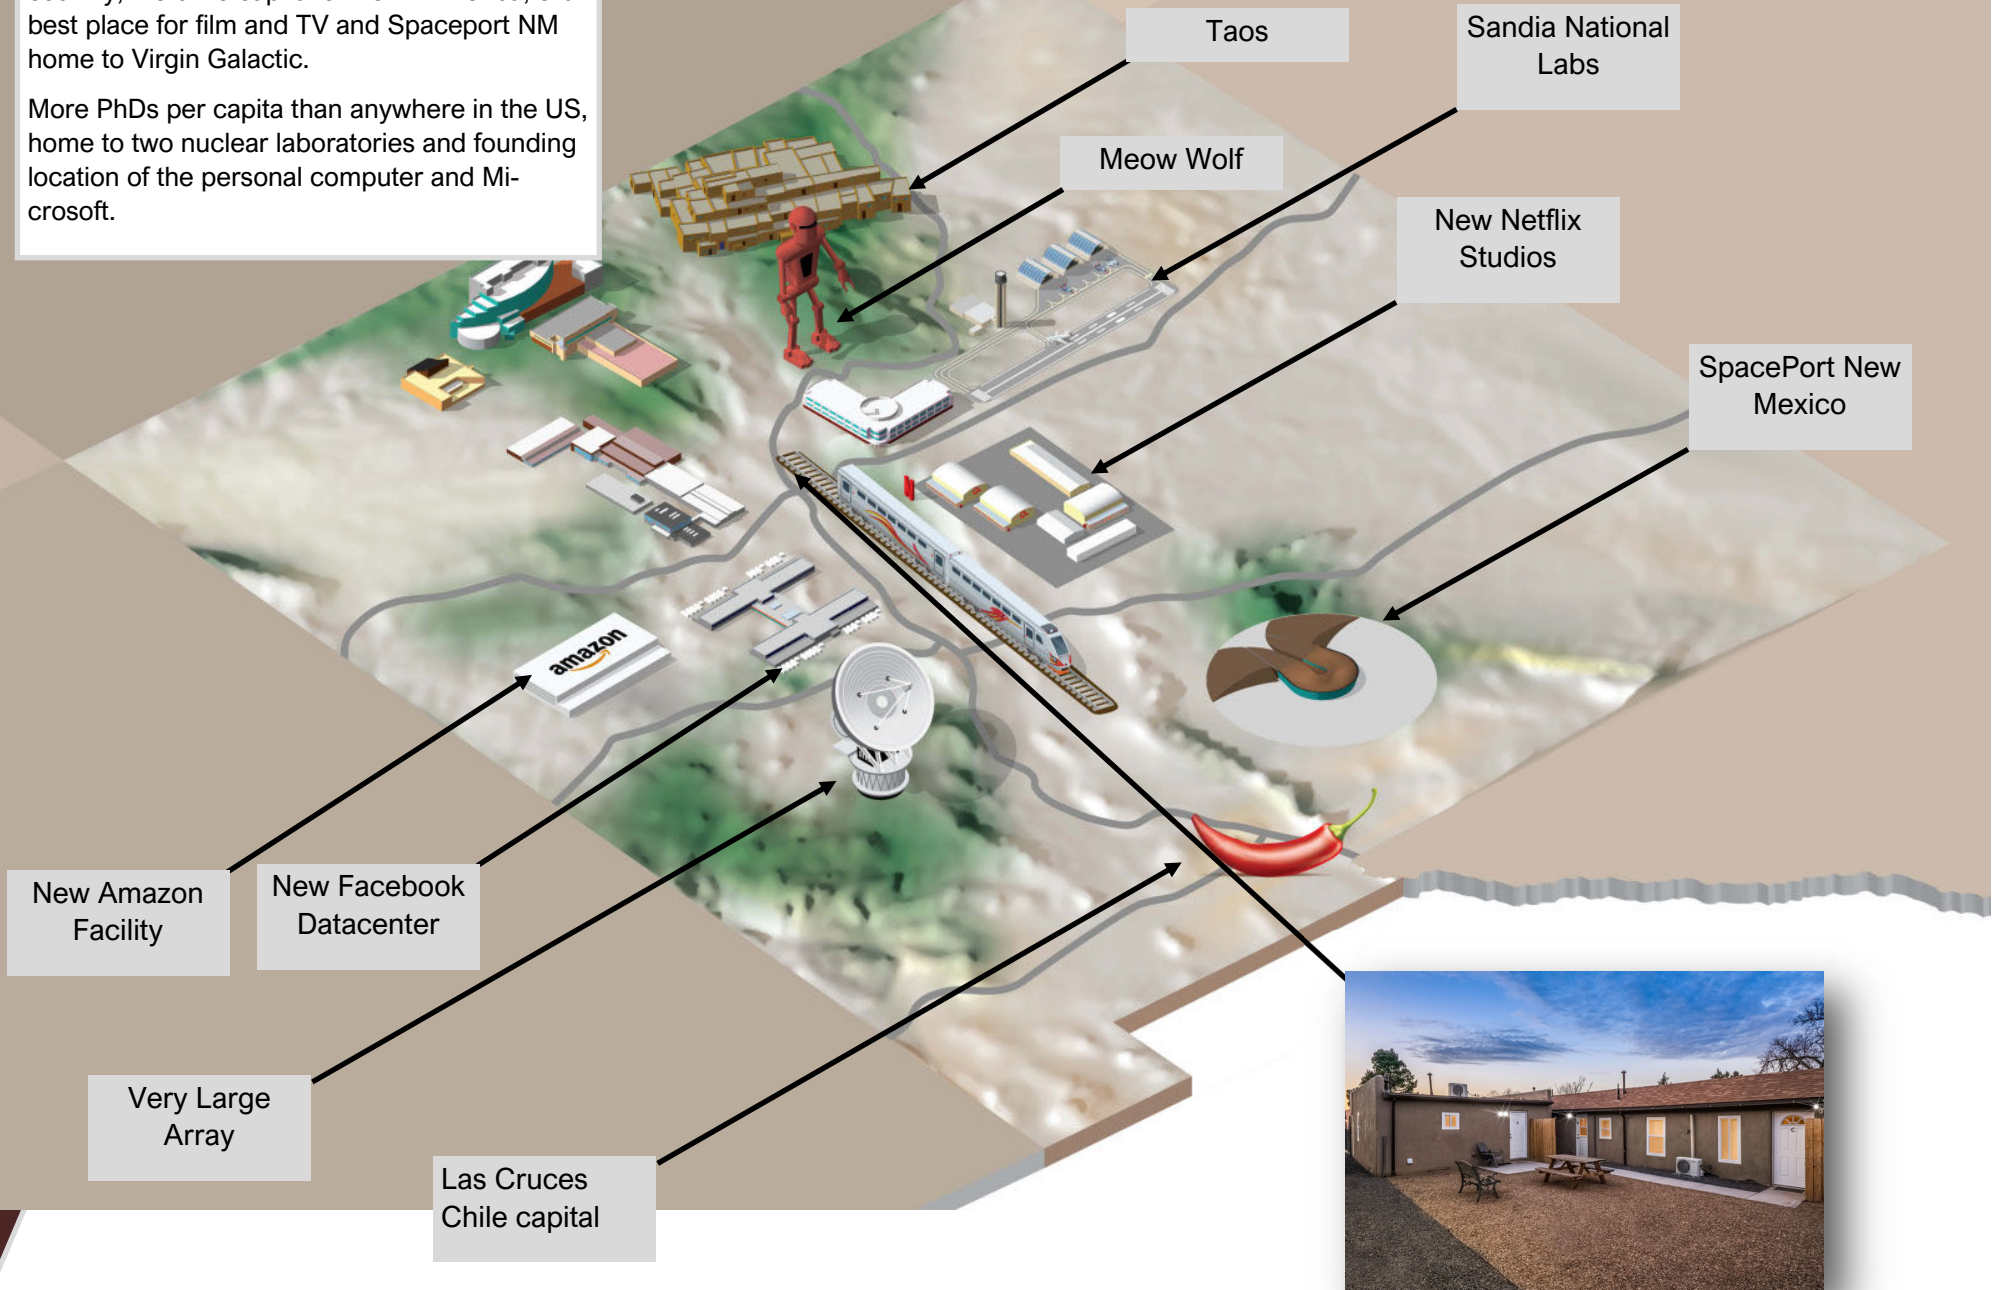 best place for film and TV and Spaceport NM
home to Virgin Galactic.
More PhDs per capita than anywhere in the US,
home to two nuclear laboratories and founding
location of the personal computer and Mi-
crosoft.
Taos
Sandia National
Labs
Meow Wolf
New Netflix
Studios
SpacePort New
Mexico
amazon
New Amazon
Facility
New Facebook
Datacenter
Very Large
Array
Las Cruces
Chile capital